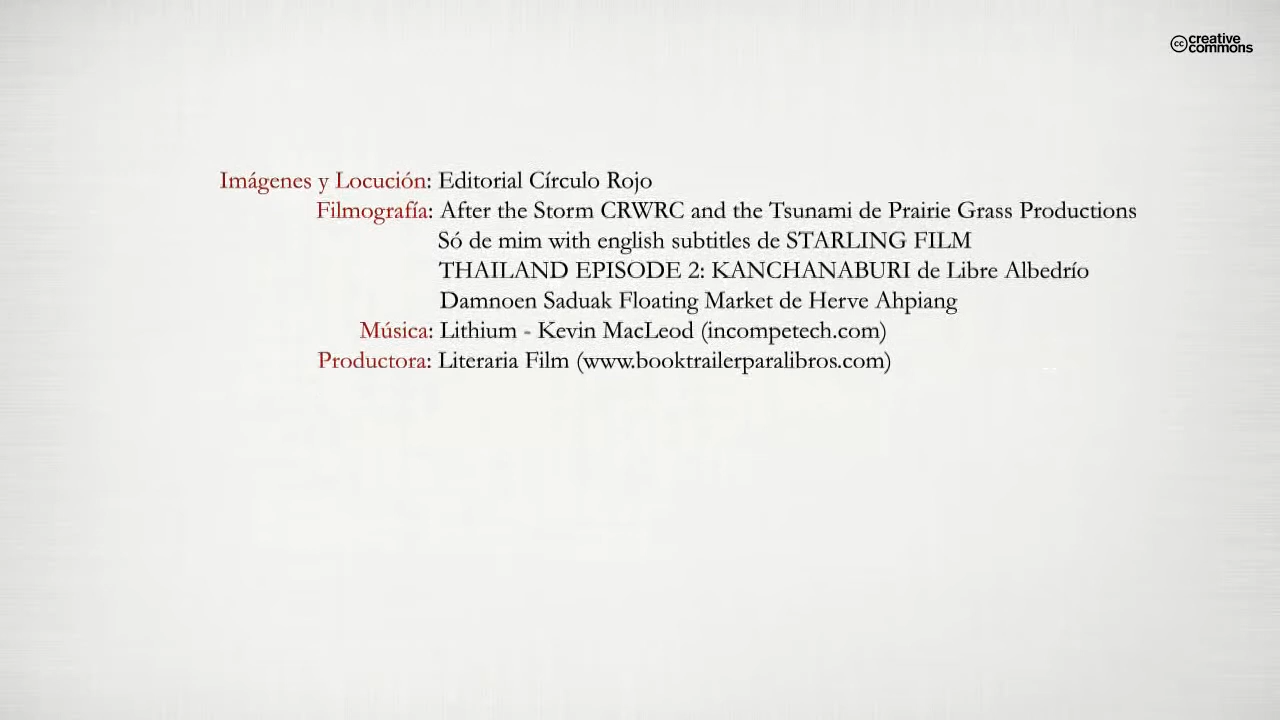 creative
commons
Imágenes y Locución: Editorial Círculo Rojo
Filmografía: After the Storm CRWRC and the Tsunami de Prairie Grass Productions
Só de mim with english subtitles de STARLING FILM
THAILAND EPISODE 2: KANCHANABURI de Libre Albedrío
Damnoen Saduak Floating Market de Herve Ahpiang
Música: Lithium - Kevin MacLeod (incompetech.com)
Productora: Literaria Film (www.booktrailerparalibros.com)